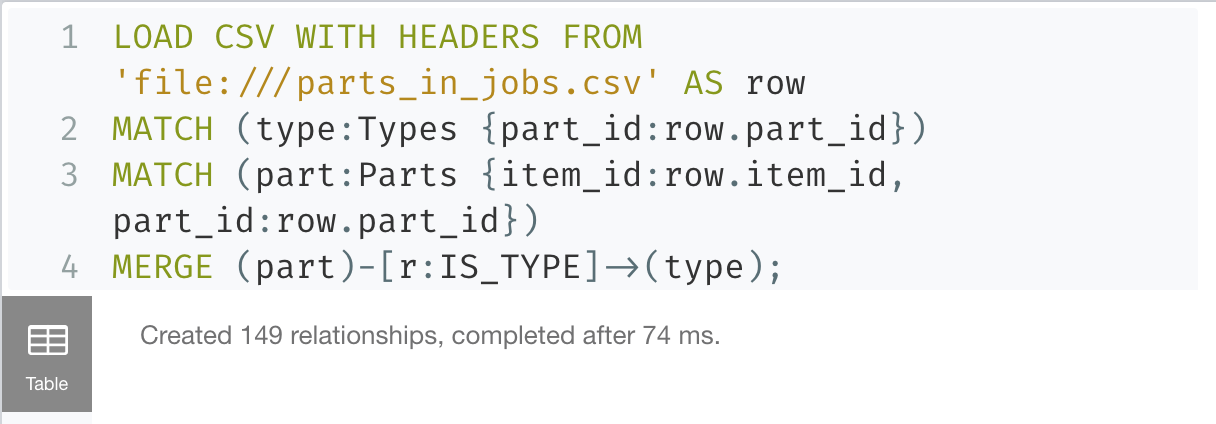 1 LOAD CSV WITH HEADERS FROM
'file:///parts_in_jobs.csv' AS row
2 MATCH (type:Types {part_id:row.part_id})
3 MATCH (part:Parts {item_id:row.item_id,
part_id:row.part_id})
4 MERGE (part)-[r:IS_TYPE]->(type);
Created 149 relationships, completed after 74 ms.
Table